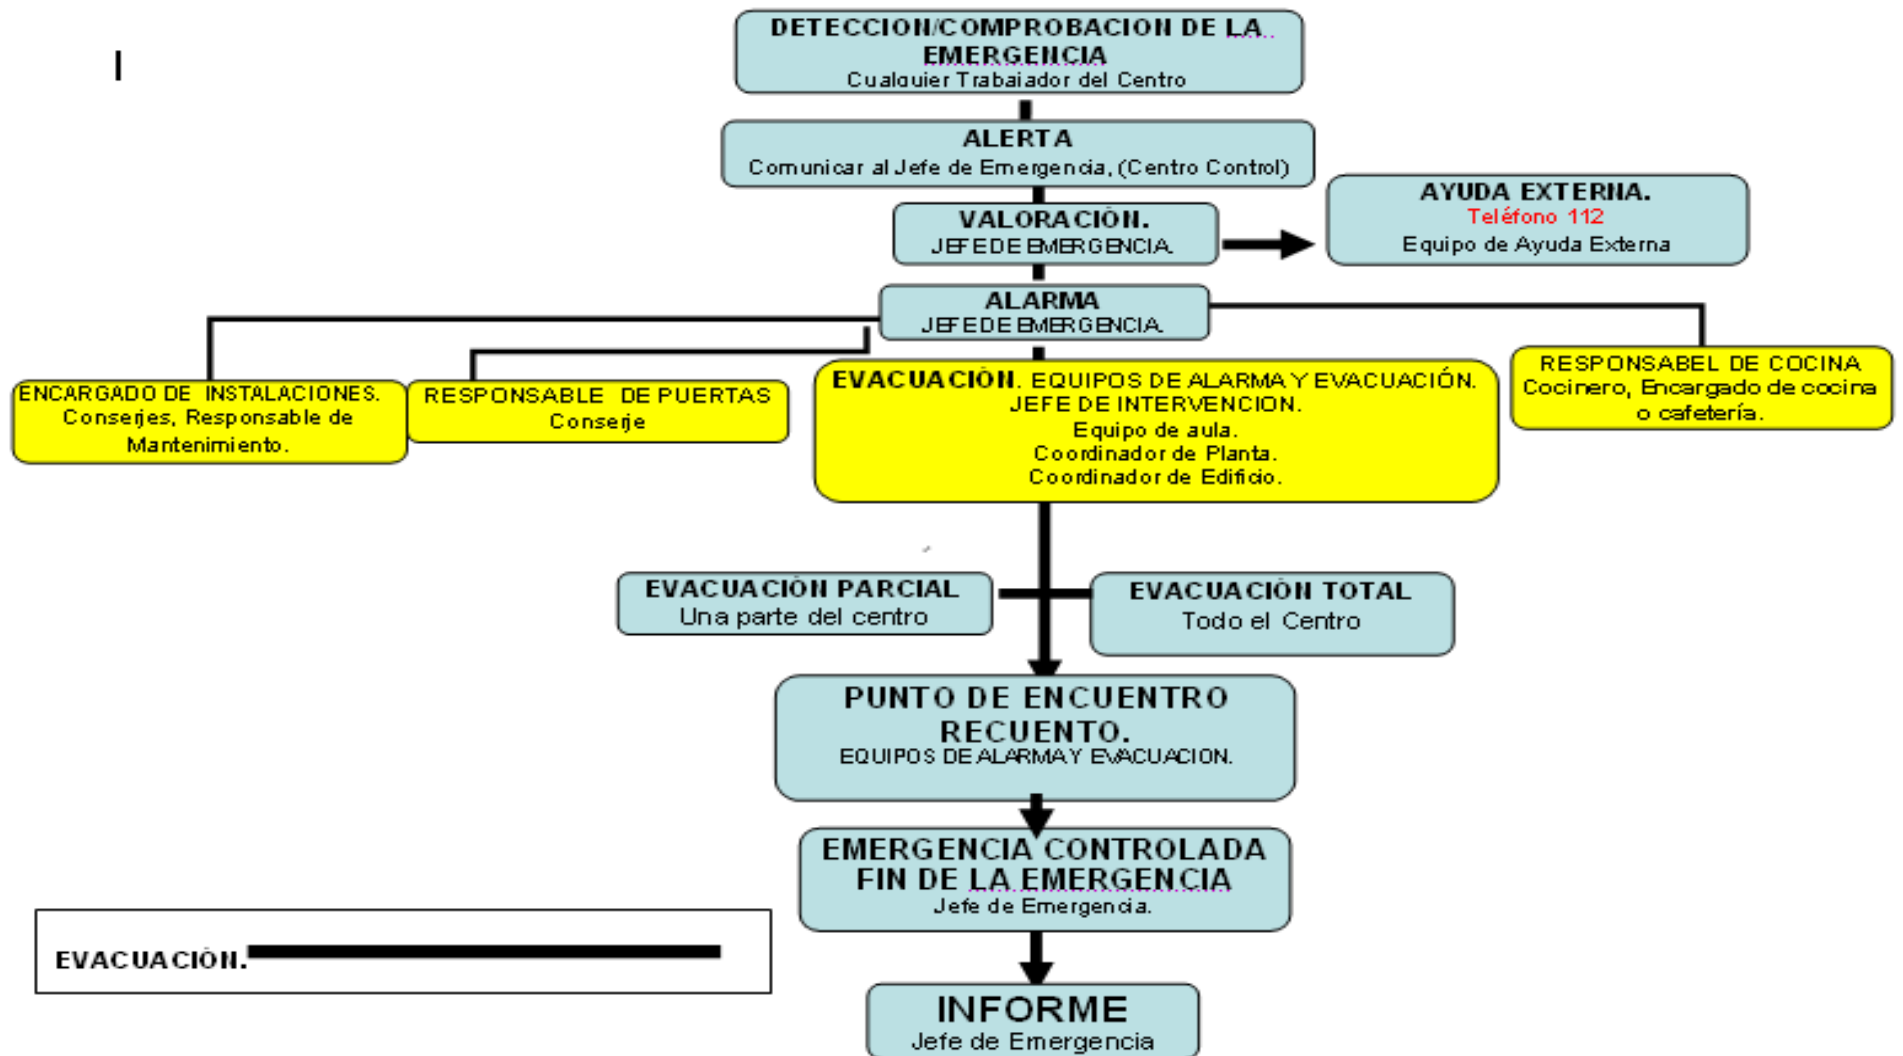 I
DETECCION/COMPROBACION DE LA
EMERGENCIA
Cualquier Trabajador del Centro
ALERTA
Comunicar al Jefe de Emergencia, (Centro Control)
VALORACIÓN.
JEFE DE EMERGENCIA.
AYUDA EXTERNA.
Teléfono 112
Equipo de Ayuda Externa
ALARMA
JEFE DE EMERGENCIA.
ENCARGADO DE INSTALACIONES.
Conserjes, Responsable de
Mantenimiento.
RESPONSABLE DE PUERTAS
Conserje
EVACUACIÓN. EQUIPOS DE ALARMA Y EVACUACIÓN.
JEFE DE INTERVENCION.
Equipo de aula.
Coordinador de Planta.
Coordinador de Edificio.
RESPONSABEL DE COCINA
Cocinero, Encargado de cocina
o cafetería.
EVACUACIÓN PARCIAL
Una parte del centro
EVACUACIÓN TOTAL
Todo el Centro
PUNTO DE ENCUENTRO
RECUENTO.
EQUIPOS DE ALARMA Y EVACUACION.
EMERGENCIA CONTROLADA
FIN DE LA EMERGENCIA
Jefe de Emergencia.
EVACUACIÓN.
INFORME
Jefe de Emergencia